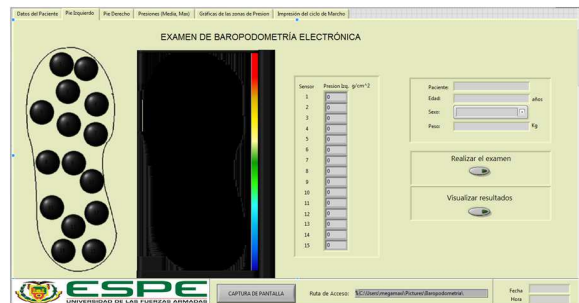 Datos del Paciente Pie Izquierdo Pie Derecho Presiones (Media, Max) Gráficas de las zonas de Presion Impresión del ciclo de Marcha
EXAMEN DE BAROPODOMETRÍA ELECTRÓNICA
Sensor Presion Izq. g/cm^2
1 0
2 0
3 0
4 0
5 0
6 0
7 0
8 0
9 0
10 0
11 0
12 0
13 0
14 0
15 0
Paciente:
Edad: años
Sexo:
Peso: Kg
Realizar el examen
Visualizar resultados
ESPE
UNIVERSIDAD DE LAS FUERZAS ARMADAS
CAPTURA DE PANTALLA
Ruta de Acceso:
Fecha
Hora